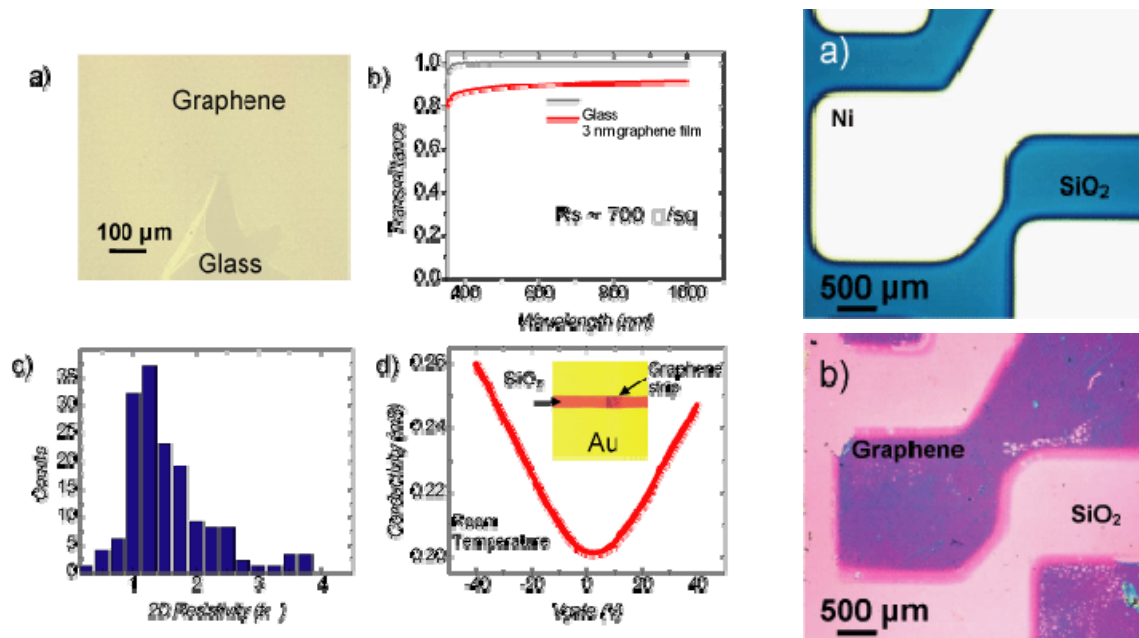 a)
Graphene
100 µm
Glass
b)
Transmittance
1.0
0.8
0.6
0.4
0.2
0.0
Glass
3 nm graphene film
400
600
800
1000
Wavelength (nm)
c)
Counts
35
30
25
20
15
10
5
0
1
2
3
4
2D Resistivity
d)
Conductivity (mS)
0.26
0.24
0.22
0.20
SiO₂
Graphene
strip
Au
Room
Temperature
-40
-20
0
20
40
Vgate (V)
a)
Ni
SiO₂
500 µm
b)
Graphene
SiO₂
500 µm